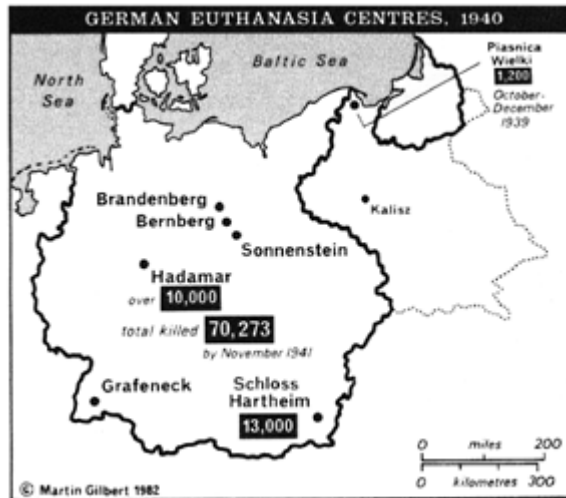 GERMAN EUTHANASIA CENTRES, 1940
North
Sea
Baltic Sea
Piasnica
Wielki
1,200
October-
December
1939
Kalisz
Brandenberg
Bernberg
Sonnenstein
Hadamar
over 10,000
total killed 70,273
by November 1941
Grafeneck
Schloss
Hartheim
13,000
0 miles 200
0 kilometres 300
© Martin Gilbert 1982